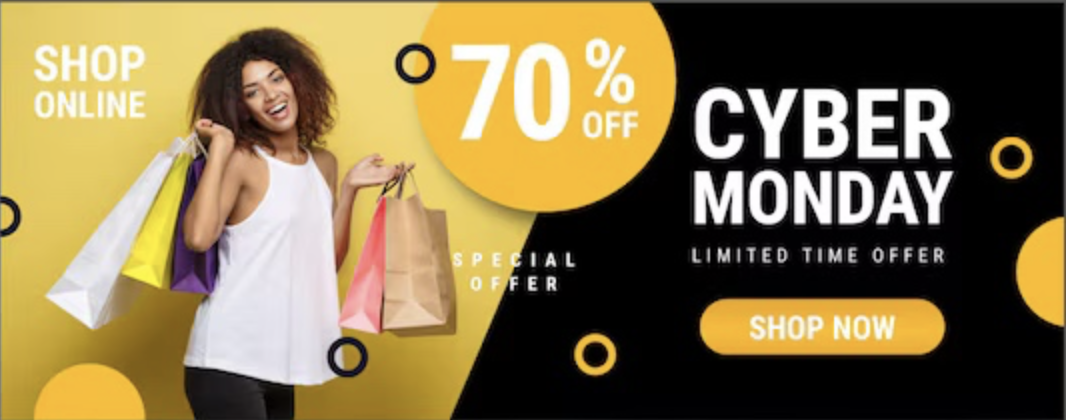 SHOP
ONLINE
70%
OFF
SPECIAL
OFFER
CYBER
MONDAY
LIMITED TIME OFFER
SHOP NOW